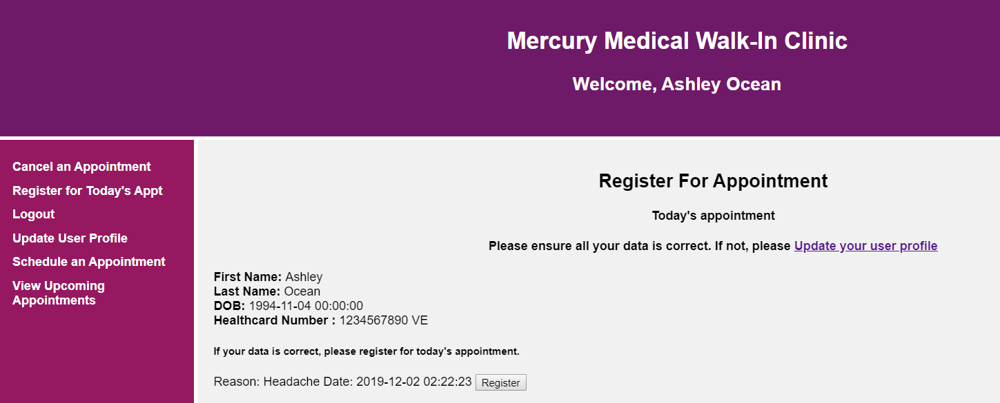 Mercury Medical Walk-In Clinic
Welcome, Ashley Ocean
Cancel an Appointment
Register for Today's Appt
Logout
Update User Profile
Schedule an Appointment
View Upcoming
Appointments
Register For Appointment
Today's appointment
Please ensure all your data is correct. If not, please Update your user profile
First Name: Ashley
Last Name: Ocean
DOB: 1994-11-04 00:00:00
Healthcard Number : 1234567890 VE
If your data is correct, please register for today's appointment.
Reason: Headache Date: 2019-12-02 02:22:23 Register